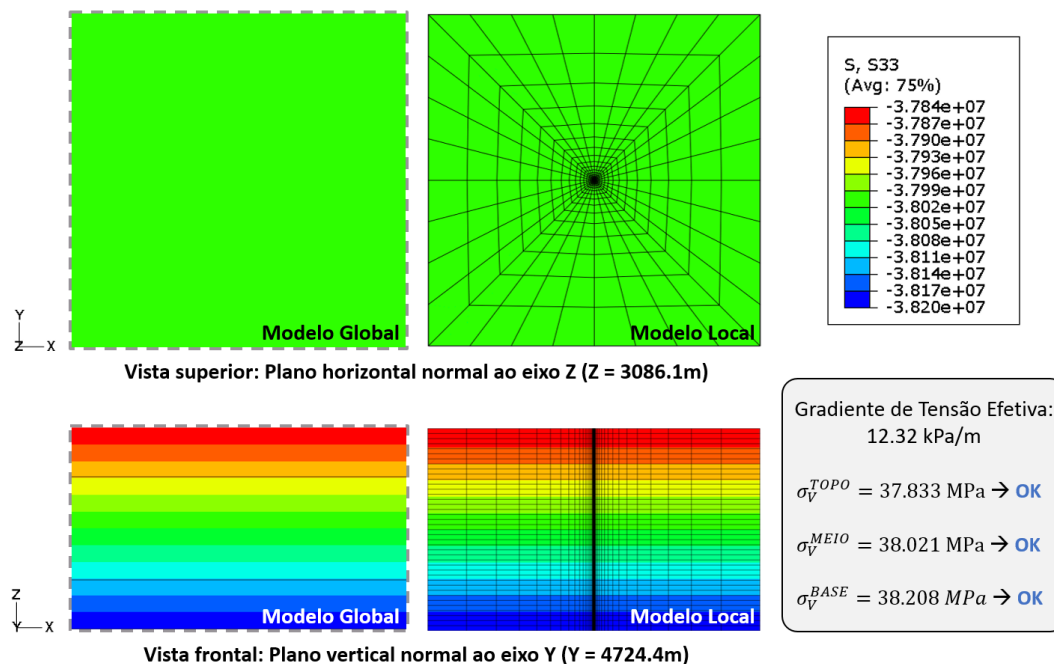 Modelo Global
Modelo Local
Y
Z X
Vista superior: Plano horizontal normal ao eixo Z (Z = 3086.1m)
S, S33
(Avg: 75%)
-3.784e+07
-3.787e+07
-3.790e+07
-3.793e+07
-3.796e+07
-3.799e+07
-3.802e+07
-3.805e+07
-3.808e+07
-3.811e+07
-3.814e+07
-3.817e+07
-3.820e+07
Modelo Global
Modelo Local
Z
Y X
Vista frontal: Plano vertical normal ao eixo Y (Y = 4724.4m)
Gradiente de Tensão Efetiva:
12.32 kPa/m
σ_V^TOPO = 37.833 MPa → OK
σ_V^MEIO = 38.021 MPa → OK
σ_V^BASE = 38.208 MPa → OK